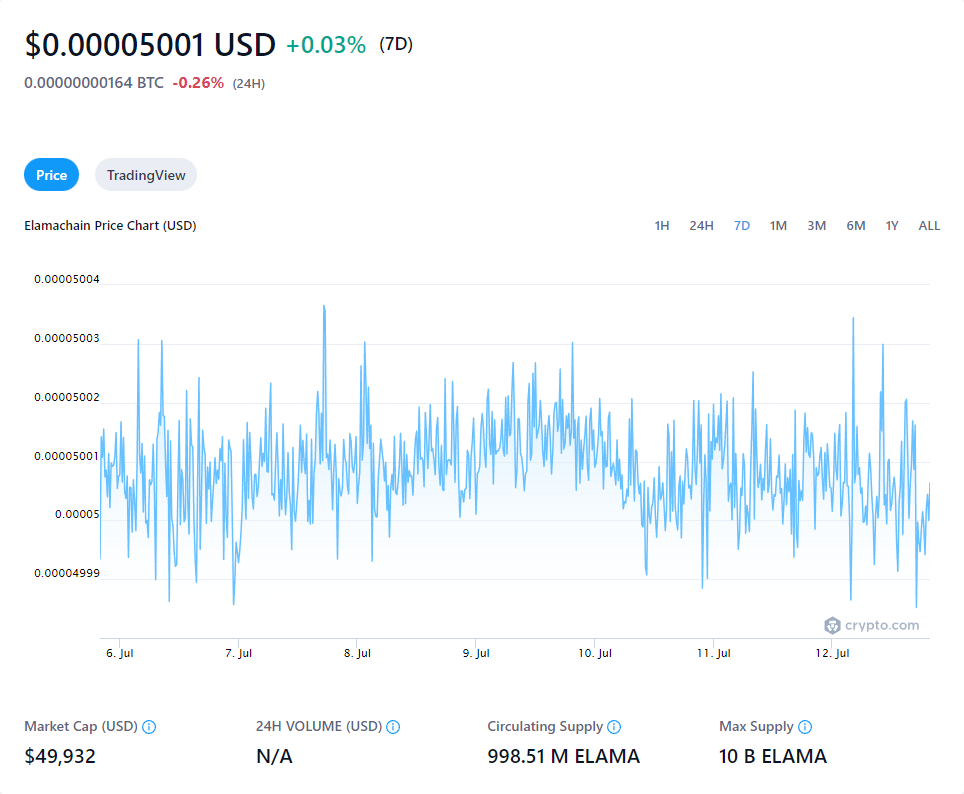 $0.00005001 USD +0.03% (7D)
0.00000000164 BTC -0.26% (24H)
Price TradingView
Elamachain Price Chart (USD) 1H 24H 7D 1M 3M 6M 1Y ALL
0.00005004
0.00005003
0.00005002
0.00005001
0.00005
0.00004999
crypto.com
6. Jul 7. Jul 8. Jul 9. Jul 10. Jul 11. Jul 12. Jul
Market Cap (USD) 24H VOLUME (USD) Circulating Supply Max Supply
$49,932 N/A 998.51 M ELAMA 10 B ELAMA